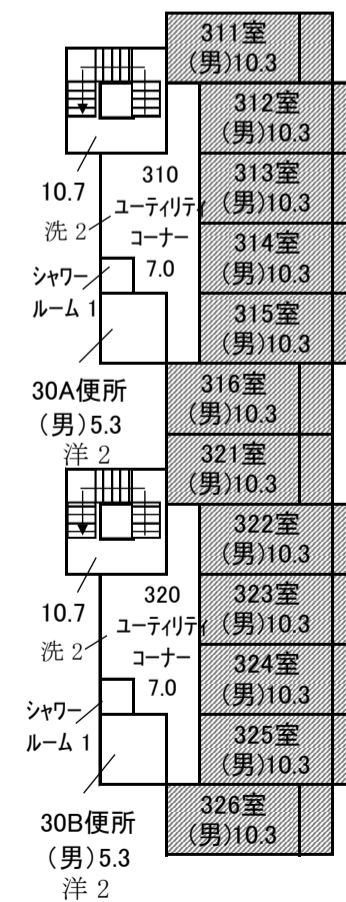 311室
(男)10.3
312室
(男)10.3
10.7
洗 2
310
ユーティリティ
コーナー
7.0
313室
(男)10.3
314室
(男)10.3
シャワー
ルーム 1
315室
(男)10.3
30A便所
(男)5.3
洋 2
316室
(男)10.3
321室
(男)10.3
322室
(男)10.3
10.7
洗 2
320
ユーティリティ
コーナー
7.0
323室
(男)10.3
324室
(男)10.3
シャワー
ルーム 1
325室
(男)10.3
30B便所
(男)5.3
洋 2
326室
(男)10.3